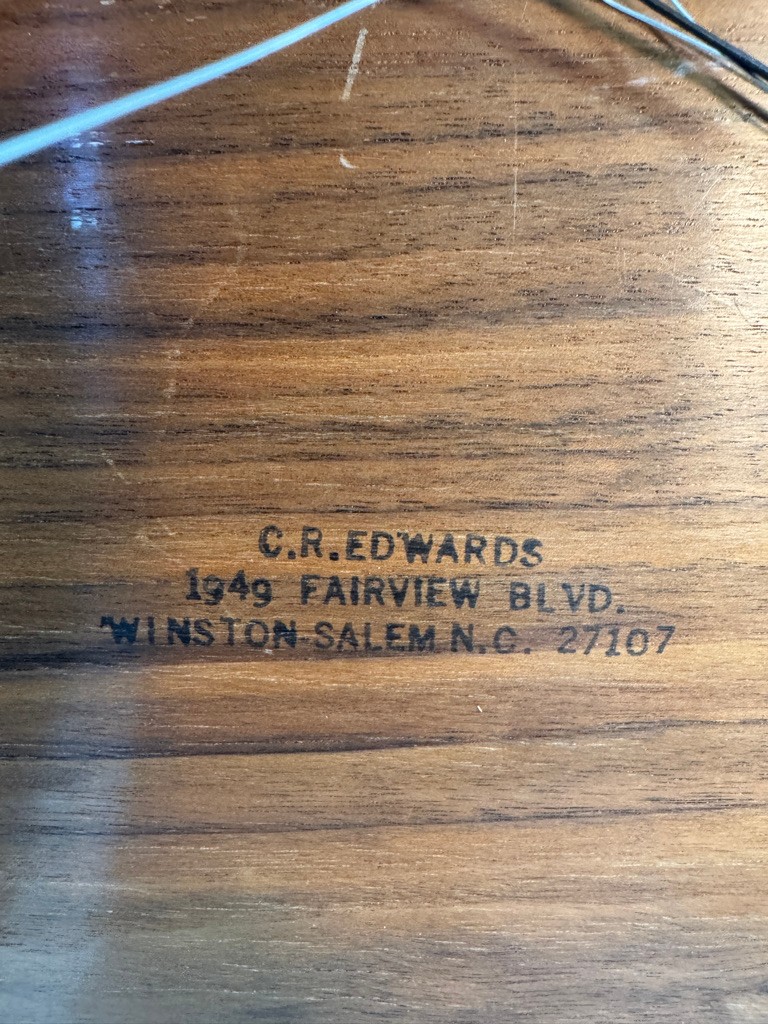 C.R.EDWARDS
1949 FAIRVIEW BLVD.
WINSTON-SALEM N.C. 27107